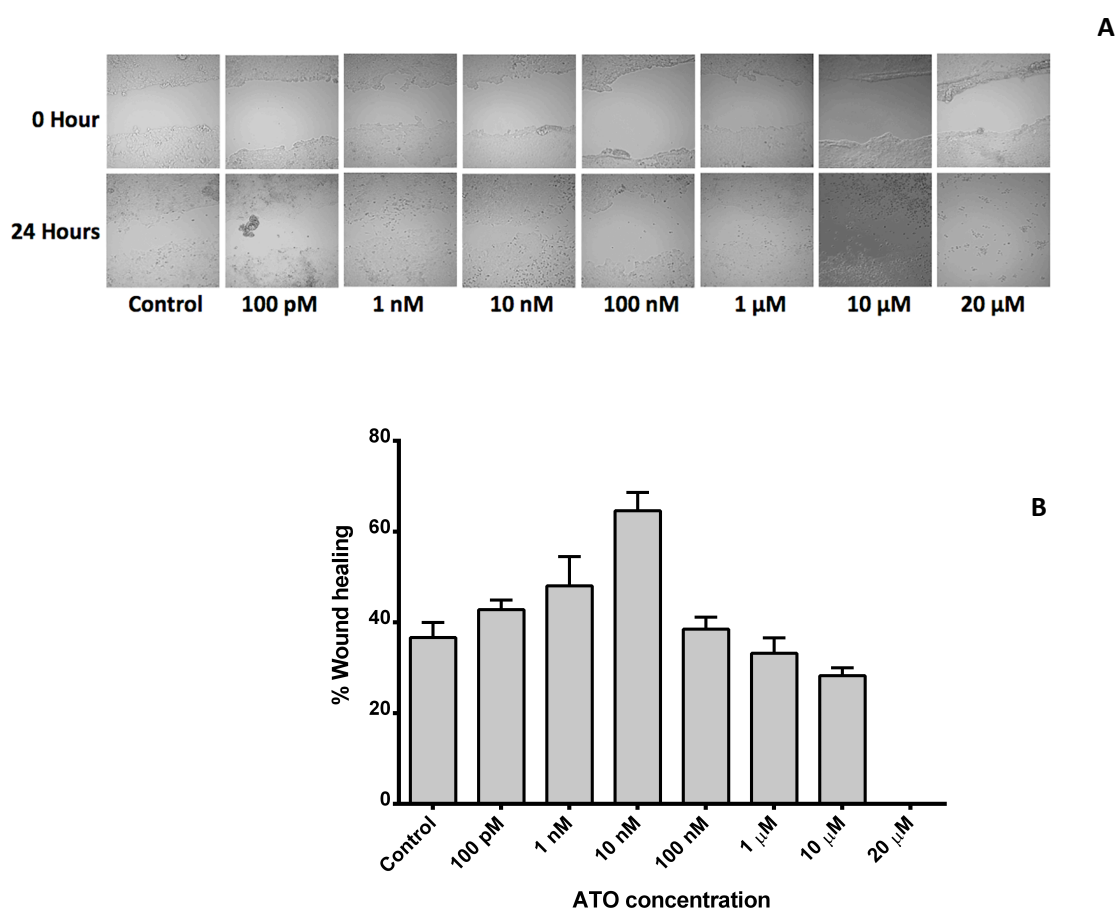 A
0 Hour
24 Hours
Control 100 pM 1 nM 10 nM 100 nM 1 µM 10 µM 20 µM
B
80
60
40
20
0
% Wound healing
Control 100 pM 1 nM 10 nM 100 nM 1 µM 10 µM 20 µM
ATO concentration